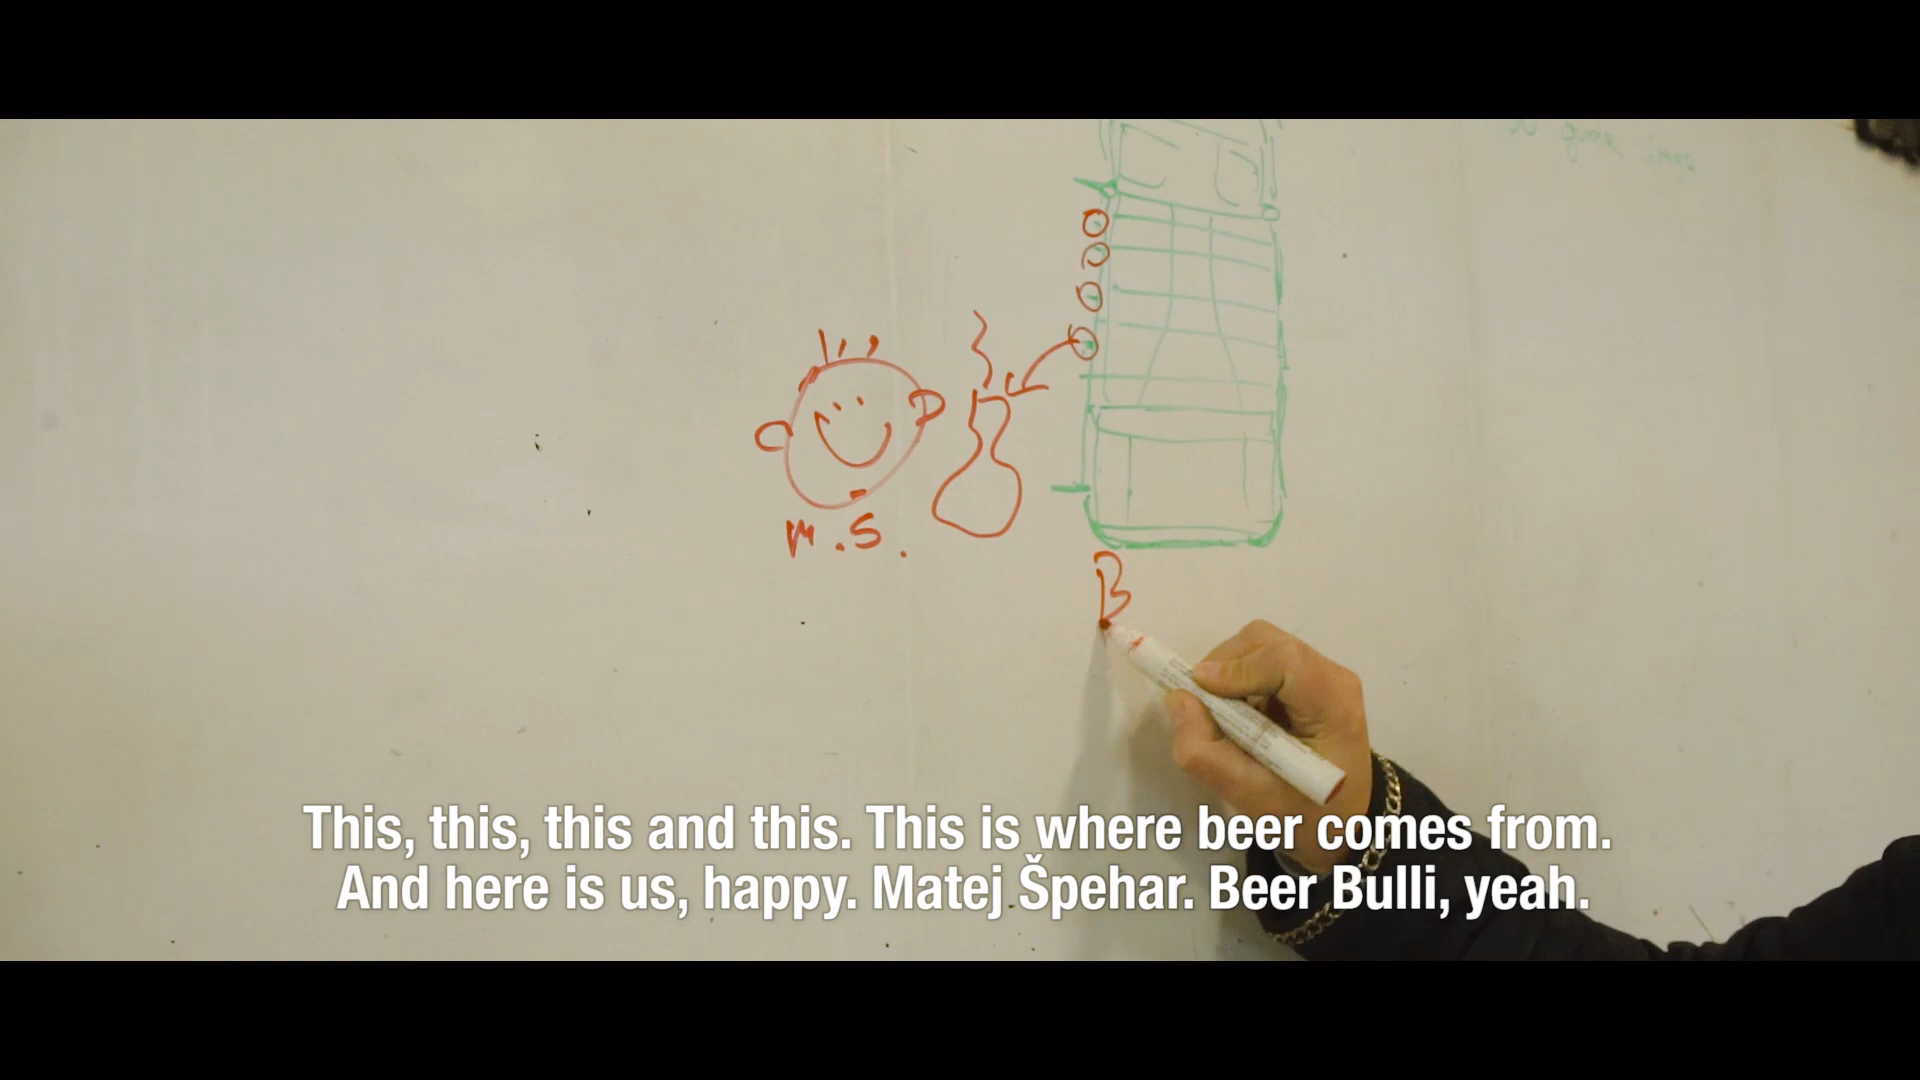 M.S.
B
This, this, this and this. This is where beer comes from.
And here is us, happy. Matej Špehar. Beer Bulli, yeah.